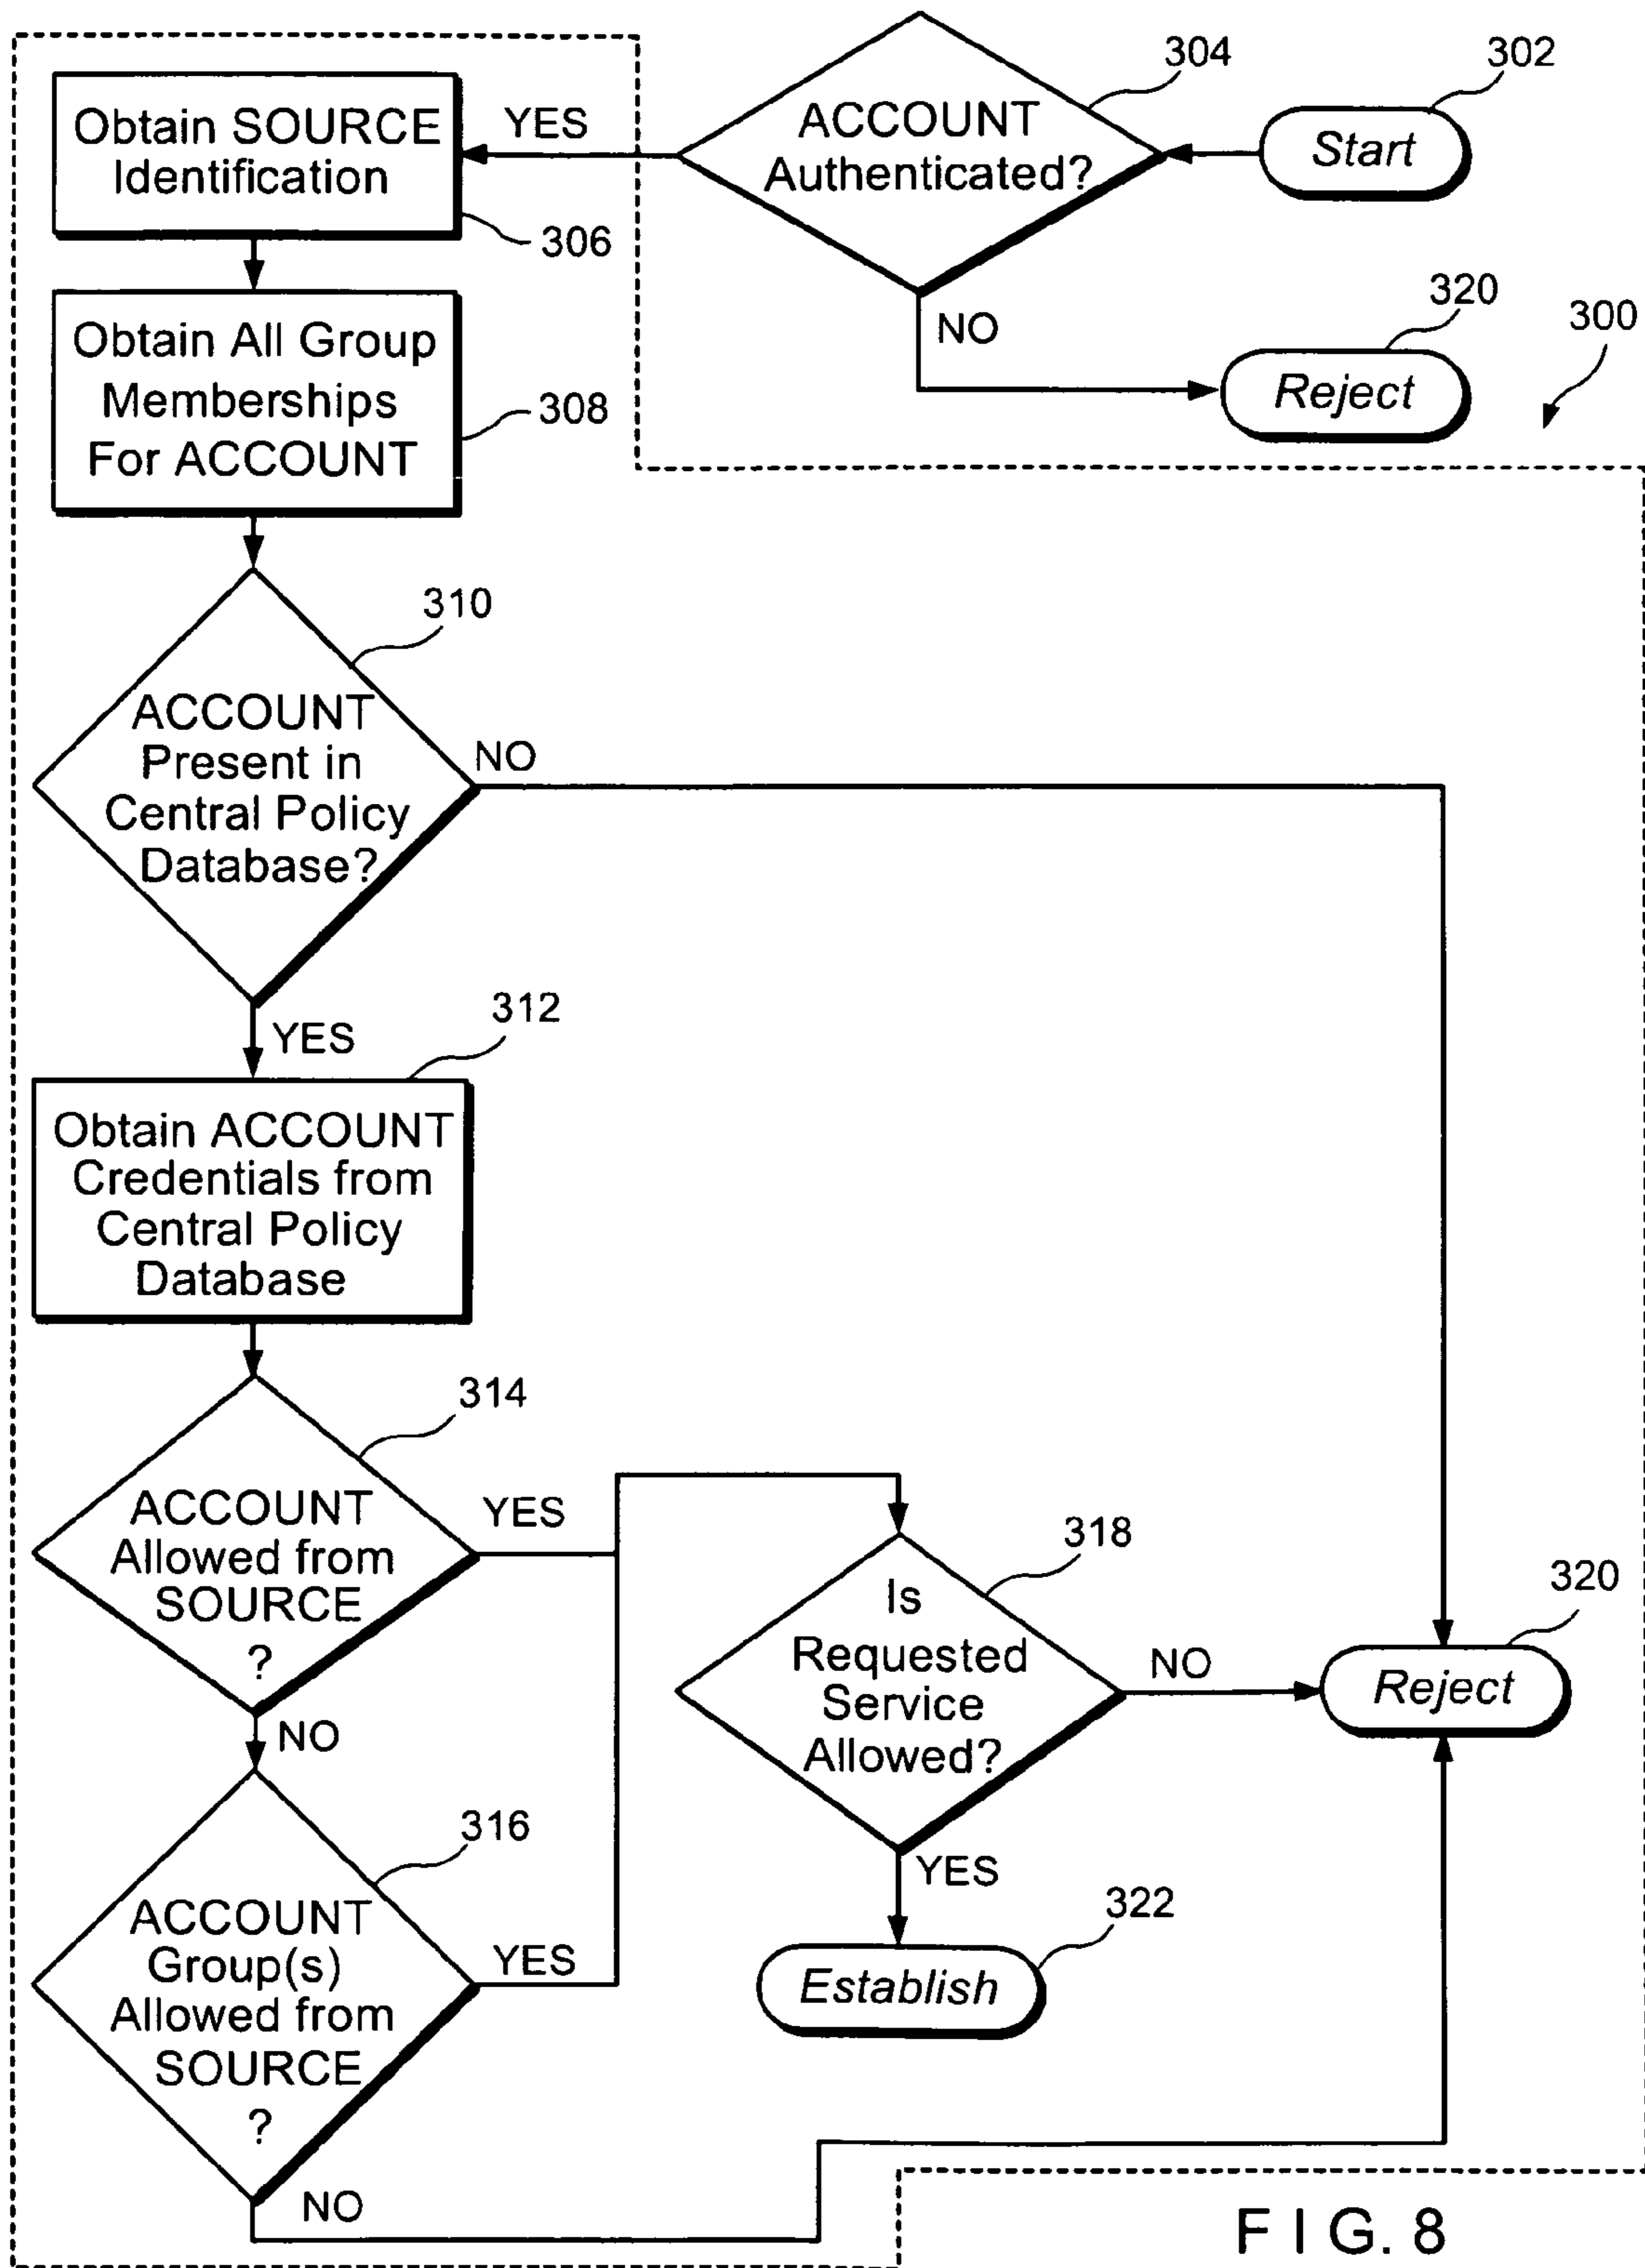 304
302
ACCOUNT
Authenticated?
Start
YES
Obtain SOURCE
Identification
306
NO
320
Reject
300
Obtain All Group
Memberships
For ACCOUNT
308
310
ACCOUNT
Present in
Central Policy
Database?
NO
YES
312
Obtain ACCOUNT
Credentials from
Central Policy
Database
314
ACCOUNT
Allowed from
SOURCE
?
YES
NO
318
Is
Requested
Service
Allowed?
NO
320
Reject
YES
322
Establish
316
ACCOUNT
Group(s)
Allowed from
SOURCE
?
YES
NO
FIG. 8